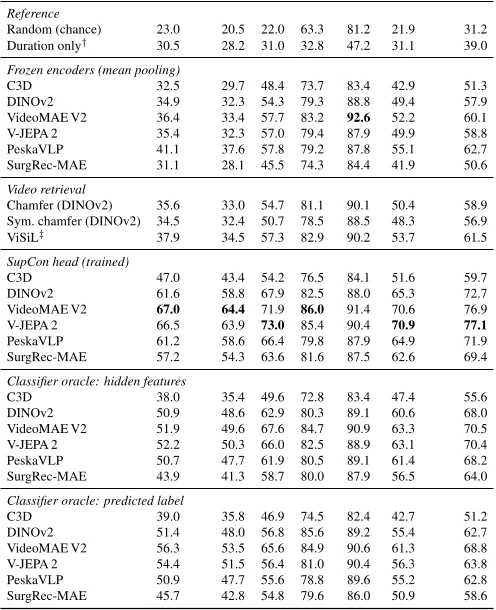 Reference
Random (chance) 23.0 20.5 22.0 63.3 81.2 21.9 31.2
Duration only† 30.5 28.2 31.0 32.8 47.2 31.1 39.0
Frozen encoders (mean pooling)
C3D 32.5 29.7 48.4 73.7 83.4 42.9 51.3
DINOv2 34.9 32.3 54.3 79.3 88.8 49.4 57.9
VideoMAE V2 36.4 33.4 57.7 83.2 92.6 52.2 60.1
V-JEPA 2 35.4 32.3 57.0 79.4 87.9 49.9 58.8
PeskaVLP 41.1 37.6 57.8 79.2 87.8 55.1 62.7
SurgRec-MAE 31.1 28.1 45.5 74.3 84.4 41.9 50.6
Video retrieval
Chamfer (DINOv2) 35.6 33.0 54.7 81.1 90.1 50.4 58.9
Sym. chamfer (DINOv2) 34.5 32.4 50.7 78.5 88.5 48.3 56.9
ViSiL‡ 37.9 34.5 57.3 82.9 90.2 53.7 61.5
SupCon head (trained)
C3D 47.0 43.4 54.2 76.5 84.1 51.6 59.7
DINOv2 61.6 58.8 67.9 82.5 88.0 65.3 72.7
VideoMAE V2 67.0 64.4 71.9 86.0 91.4 70.6 76.9
V-JEPA 2 66.5 63.9 73.0 85.4 90.4 70.9 77.1
PeskaVLP 61.2 58.6 66.4 79.8 87.9 64.9 71.9
SurgRec-MAE 57.2 54.3 63.6 81.6 87.5 62.6 69.4
Classifier oracle: hidden features
C3D 38.0 35.4 49.6 72.8 83.4 47.4 55.6
DINOv2 50.9 48.6 62.9 80.3 89.1 60.6 68.0
VideoMAE V2 51.9 49.6 67.6 84.7 90.9 63.3 70.5
V-JEPA 2 52.2 50.3 66.0 82.5 88.9 63.1 70.4
PeskaVLP 50.7 47.7 61.9 80.5 89.1 61.4 68.2
SurgRec-MAE 43.9 41.3 58.7 80.0 87.9 56.5 64.0
Classifier oracle: predicted label
C3D 39.0 35.8 46.9 74.5 82.4 42.7 51.2
DINOv2 51.4 48.0 56.8 85.6 89.2 55.4 62.7
VideoMAE V2 56.3 53.5 65.6 84.9 90.6 61.3 68.8
V-JEPA 2 54.4 51.5 56.4 81.0 90.4 56.3 63.8
PeskaVLP 50.9 47.7 55.6 78.8 89.6 55.2 62.8
SurgRec-MAE 45.7 42.8 54.8 79.6 86.0 50.9 58.6